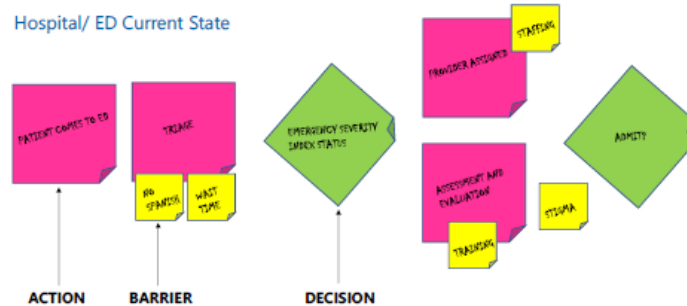 Hospital/ ED Current State
PATIENT COMES TO ED
TRIAGE
NO
SPANISH
WAIT
TIME
EMERGENCY SEVERITY
INDEX STATUS
PROVIDER ASSIGNED
STAFFING
ASSESSMENT AND
EVALUATION
TRAINING
STIGMA
ADMIT?
ACTION
BARRIER
DECISION